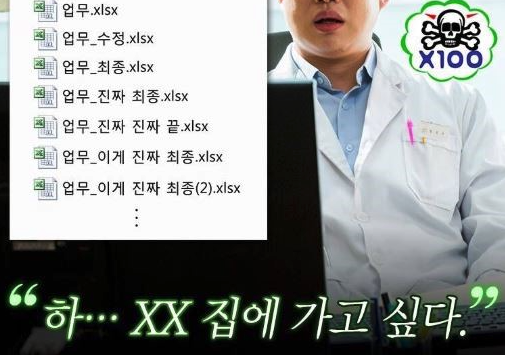 업무.xlsx
업무_수정.xlsx
업무_최종.xlsx
업무_진짜 최종.xlsx
업무_진짜 진짜 끝.xlsx
업무_이게 진짜 최종.xlsx
업무_이게 진짜 최종(2).xlsx
⋮
X100
“하… XX 집에 가고 싶다.”